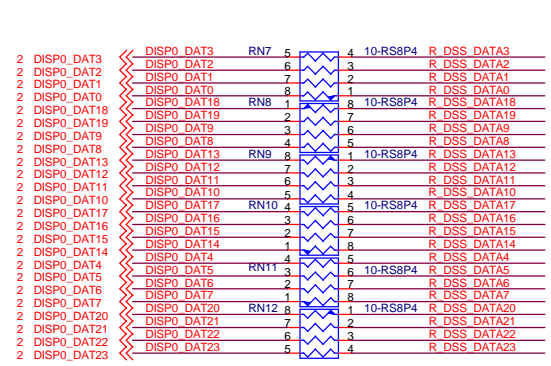 2 DISP0_DAT3 DISP0_DAT3 RN7 5 4 10-RS8P4 R_DSS_DATA3
2 DISP0_DAT2 DISP0_DAT2 6 3 R_DSS_DATA2
2 DISP0_DAT1 DISP0_DAT1 7 2 R_DSS_DATA1
2 DISP0_DAT0 DISP0_DAT0 8 1 R_DSS_DATA0
2 DISP0_DAT18 DISP0_DAT18 RN8 1 8 10-RS8P4 R_DSS_DATA18
2 DISP0_DAT19 DISP0_DAT19 2 7 R_DSS_DATA19
2 DISP0_DAT9 DISP0_DAT9 3 6 R_DSS_DATA9
2 DISP0_DAT8 DISP0_DAT8 4 5 R_DSS_DATA8
2 DISP0_DAT13 DISP0_DAT13 RN9 8 1 10-RS8P4 R_DSS_DATA13
2 DISP0_DAT12 DISP0_DAT12 7 2 R_DSS_DATA12
2 DISP0_DAT11 DISP0_DAT11 6 3 R_DSS_DATA11
2 DISP0_DAT10 DISP0_DAT10 5 4 R_DSS_DATA10
2 DISP0_DAT17 DISP0_DAT17 RN10 4 5 10-RS8P4 R_DSS_DATA17
2 DISP0_DAT16 DISP0_DAT16 3 6 R_DSS_DATA16
2 DISP0_DAT15 DISP0_DAT15 2 7 R_DSS_DATA15
2 DISP0_DAT14 DISP0_DAT14 1 8 R_DSS_DATA14
2 DISP0_DAT4 DISP0_DAT4 4 5 R_DSS_DATA4
2 DISP0_DAT5 DISP0_DAT5 RN11 3 6 10-RS8P4 R_DSS_DATA5
2 DISP0_DAT6 DISP0_DAT6 2 7 R_DSS_DATA6
2 DISP0_DAT7 DISP0_DAT7 1 8 R_DSS_DATA7
2 DISP0_DAT20 DISP0_DAT20 RN12 8 1 10-RS8P4 R_DSS_DATA20
2 DISP0_DAT21 DISP0_DAT21 7 2 R_DSS_DATA21
2 DISP0_DAT22 DISP0_DAT22 6 3 R_DSS_DATA22
2 DISP0_DAT23 DISP0_DAT23 5 4 R_DSS_DATA23